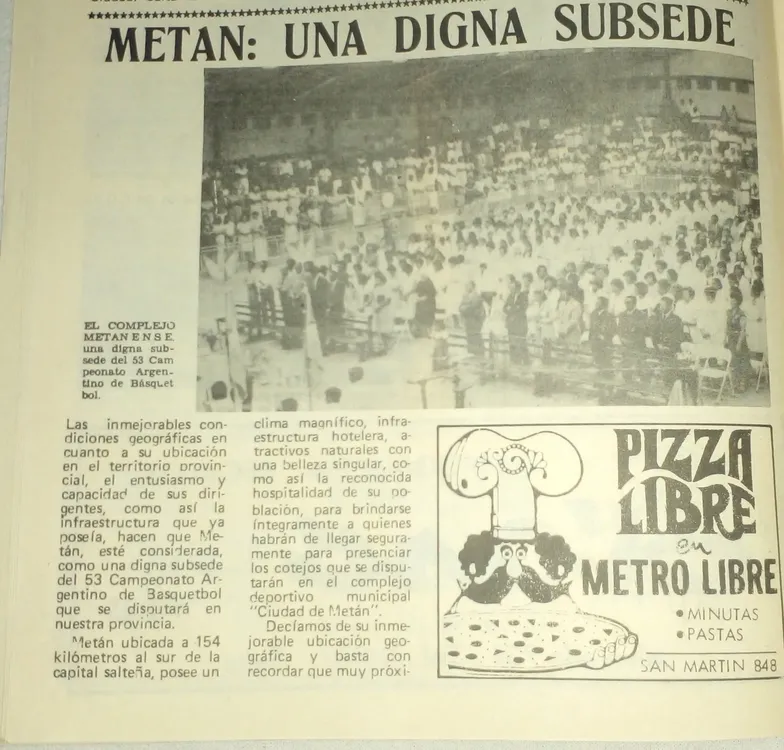 METAN: UNA DIGNA SUBSEDE
EL COMPLEJO
METANENSE,
una digna sub-
sede del 53 Cam
peonato Argen-
tino de Básquet
bol.
Las inmejorables con-
diciones geográficas en
cuanto a su ubicación
en el territorio provin-
cial, el entusiasmo y
capacidad de sus diri-
gentes, como así la
infraestructura que ya
poseía, hacen que Me-
tán, esté considerada,
como una digna subsede
del 53 Campeonato Ar-
gentino de Basquetbol
que se disputará en
nuestra provincia.
Metán ubicada a 154
kilómetros al sur de la
capital salteña, posee un
clima magnífico, infra-
estructura hotelera, a-
tractivos naturales con
una belleza singular, co-
mo así la reconocida
hospitalidad de su po-
blación, para brindarse
íntegramente a quienes
habrán de llegar segura-
mente para presenciar
los cotejos que se dispu-
tarán en el complejo
deportivo municipal
"Ciudad de Metán".
Decíamos de su inme-
jorable ubicación geo-
gráfica y basta con
recordar que muy próxi-
PIZZA
LIBRE
en
METRO LIBRE
• MINUTAS
• PASTAS
SAN MARTIN 848